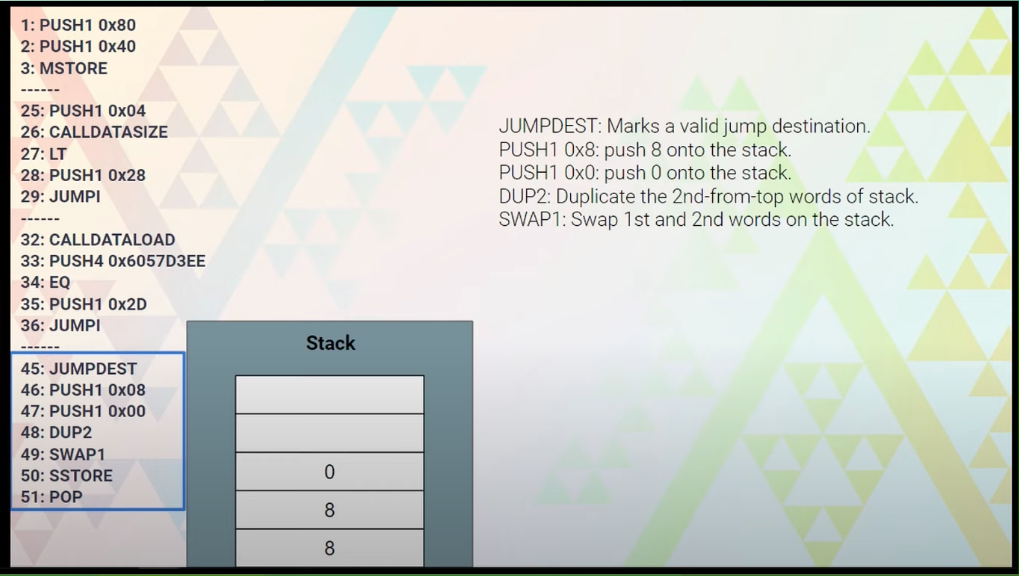 1: PUSH1 0x80
2: PUSH1 0x40
3: MSTORE
------
25: PUSH1 0x04
26: CALLDATASIZE
27: LT
28: PUSH1 0x28
29: JUMPI
------
32: CALLDATALOAD
33: PUSH4 0x6057D3EE
34: EQ
35: PUSH1 0x2D
36: JUMPI
------
45: JUMPDEST
46: PUSH1 0x08
47: PUSH1 0x00
48: DUP2
49: SWAP1
50: SSTORE
51: POP
Stack
0
8
8
JUMPDEST: Marks a valid jump destination.
PUSH1 0x8: push 8 onto the stack.
PUSH1 0x0: push 0 onto the stack.
DUP2: Duplicate the 2nd-from-top words of stack.
SWAP1: Swap 1st and 2nd words on the stack.